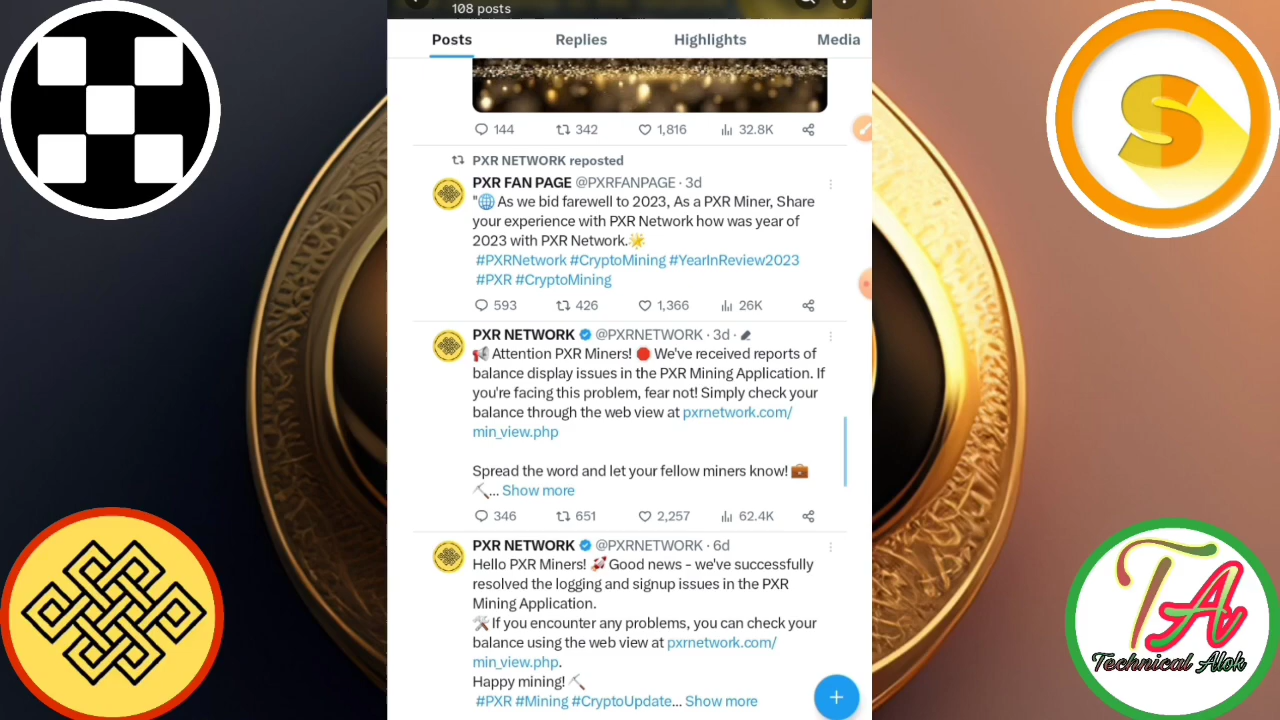 108 posts
Posts Replies Highlights Media
144 342 1,816 32.8K
PXR NETWORK reposted
PXR FAN PAGE @PXRFANPAGE · 3d
"🌐 As we bid farewell to 2023, As a PXR Miner, Share
your experience with PXR Network how was year of
2023 with PXR Network.🌟
#PXRNetwork #CryptoMining #YearInReview2023
#PXR #CryptoMining
593 426 1,366 26K
PXR NETWORK @PXRNETWORK · 3d ·
📢 Attention PXR Miners! 🛑 We've received reports of
balance display issues in the PXR Mining Application. If
you're facing this problem, fear not! Simply check your
balance through the web view at pxrnetwork.com/
min_view.php
Spread the word and let your fellow miners know! 💼
⛏️... Show more
346 651 2,257 62.4K
PXR NETWORK @PXRNETWORK · 6d
Hello PXR Miners! 🚀Good news - we've successfully
resolved the logging and signup issues in the PXR
Mining Application.
🛠️If you encounter any problems, you can check your
balance using the web view at pxrnetwork.com/
min_view.php.
Happy mining! ⛏️
#PXR #Mining #CryptoUpdate... Show more
S
TA
Technical Alok